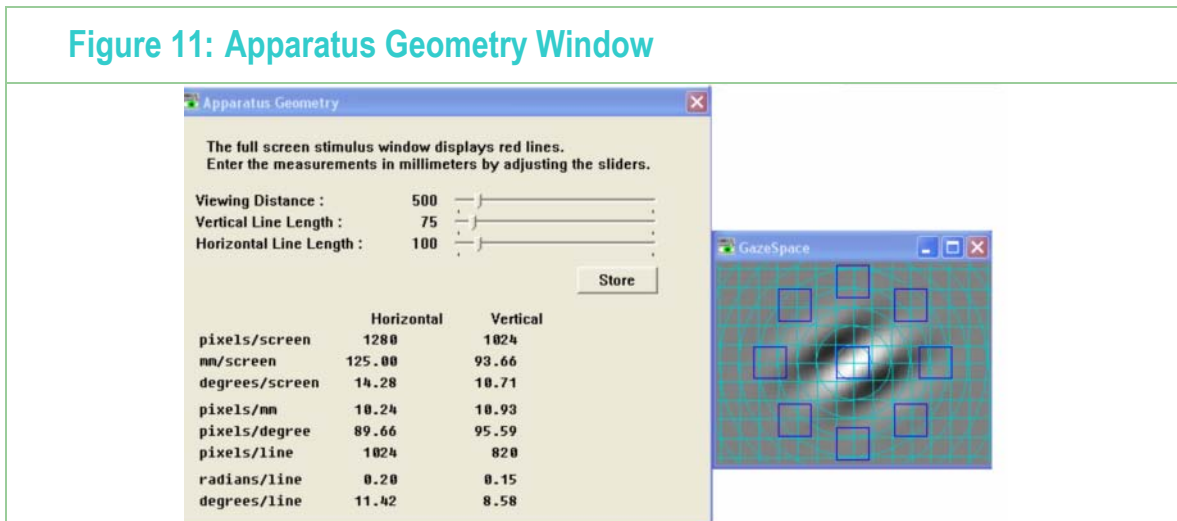 Figure 11: Apparatus Geometry Window
Apparatus Geometry
The full screen stimulus window displays red lines.
Enter the measurements in millimeters by adjusting the sliders.
Viewing Distance : 500
Vertical Line Length : 75
Horizontal Line Length : 100
Store
GazeSpace
Horizontal Vertical
pixels/screen 1280 1024
mm/screen 125.00 93.66
degrees/screen 14.28 10.71
pixels/mm 10.24 10.93
pixels/degree 89.66 95.59
pixels/line 1024 820
radians/line 0.20 0.15
degrees/line 11.42 8.58